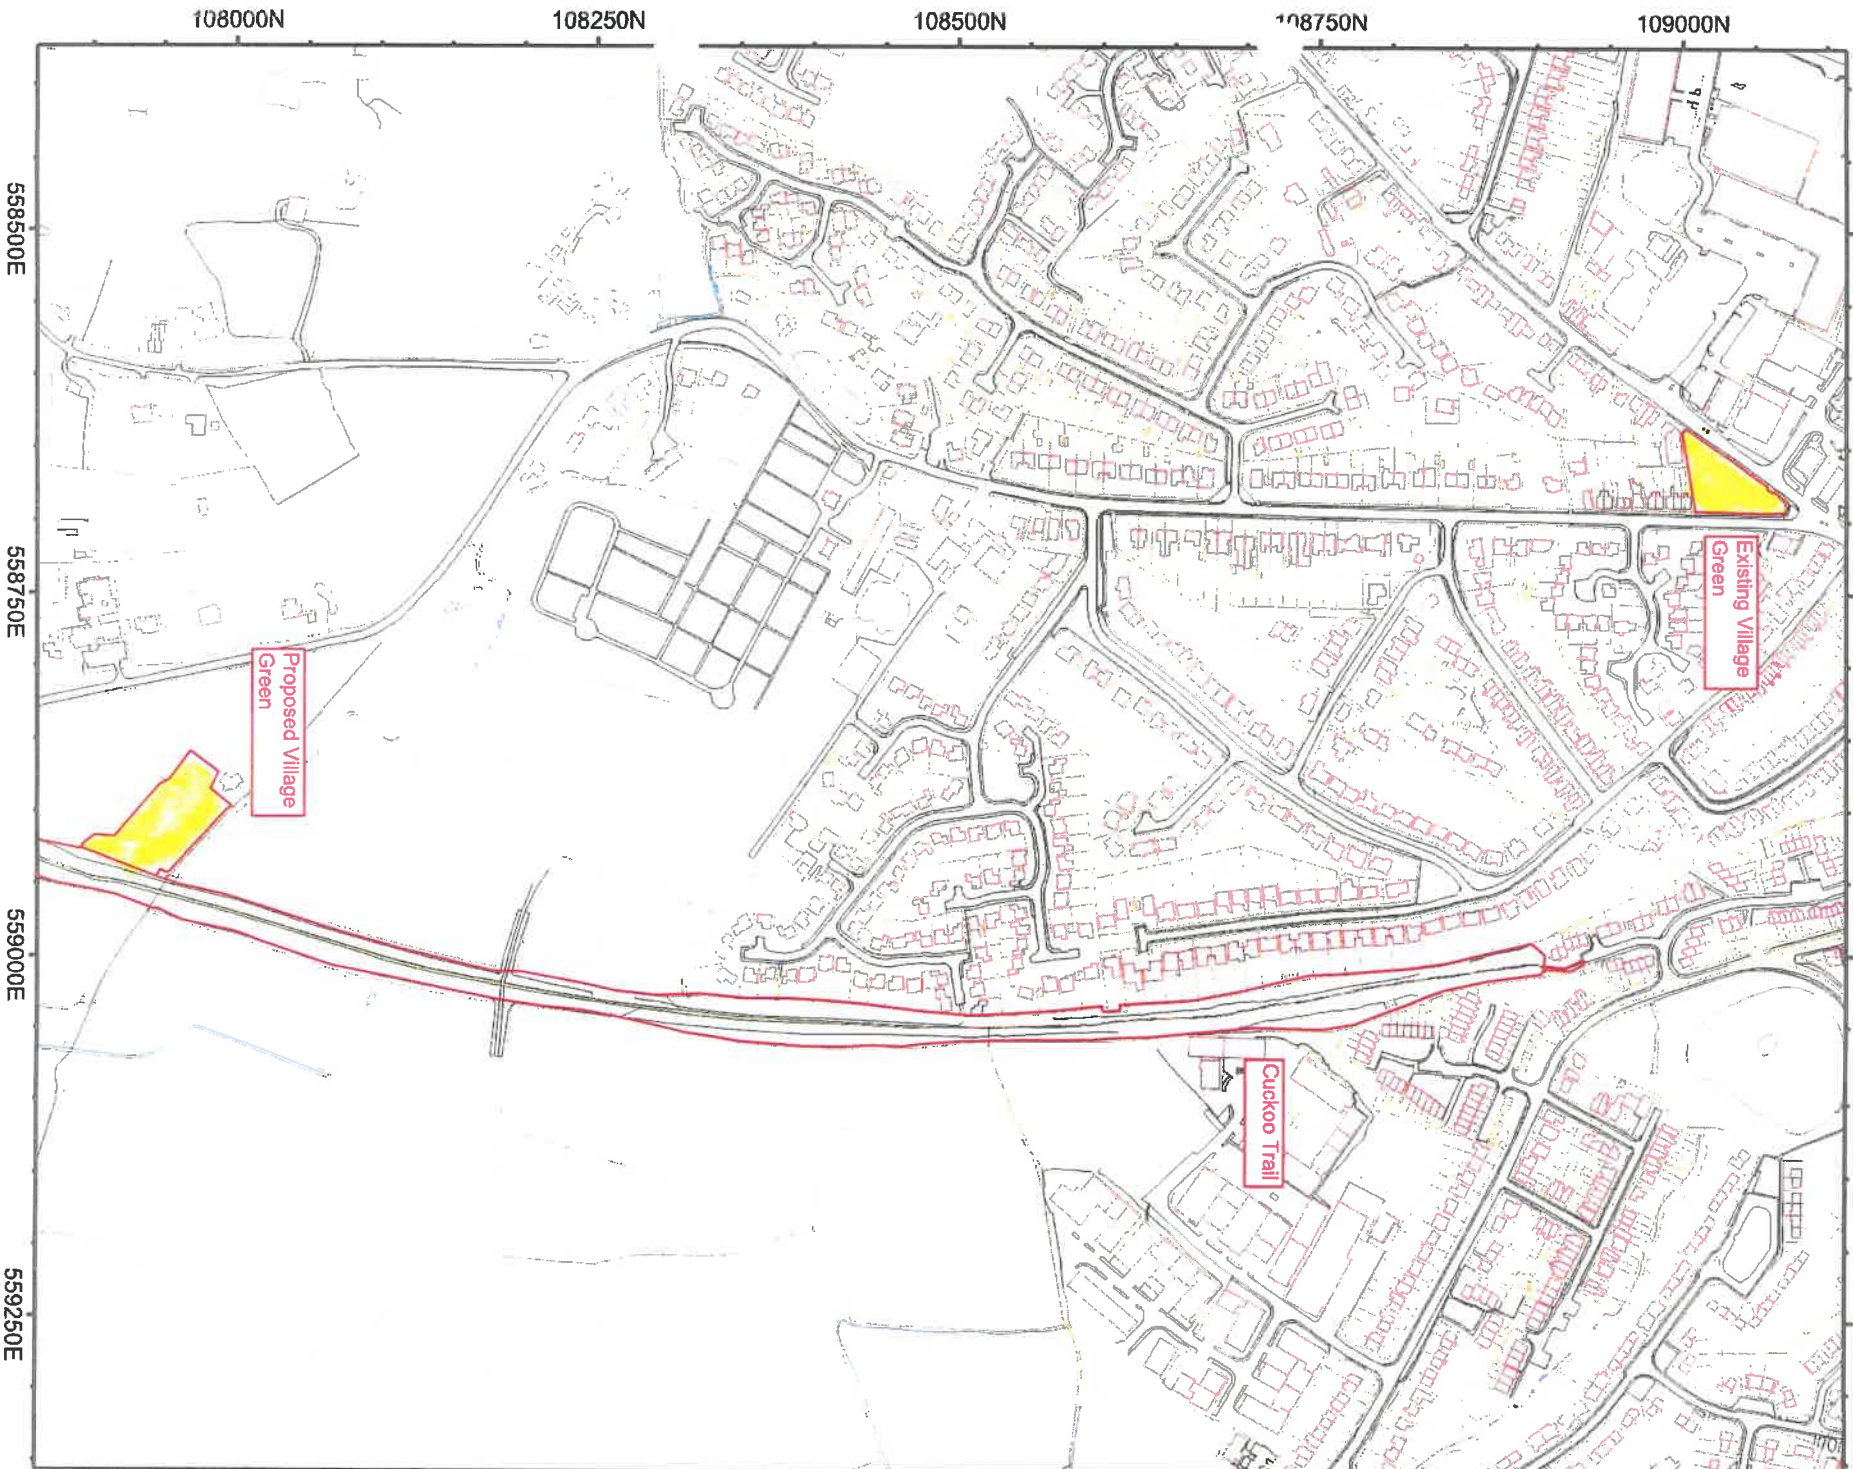 108000N
108250N
108500N
108750N
109000N
558500E
558750E
559000E
559250E
Existing Village
Green
Proposed Village
Green
Cuckoo Trail